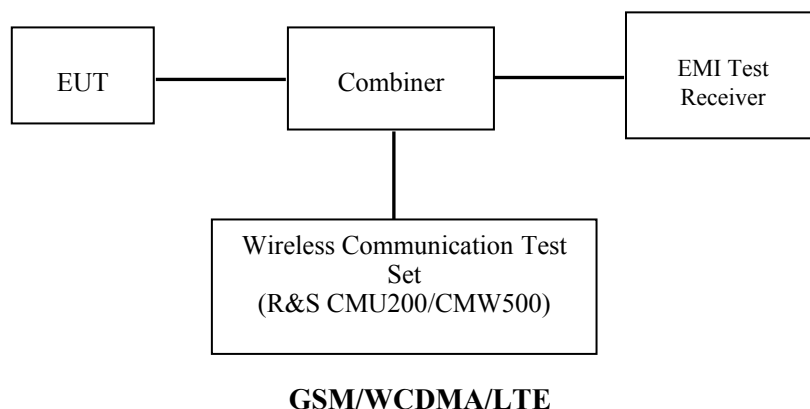 EUT
Combiner
EMI Test
Receiver
Wireless Communication Test
Set
(R&S CMU200/CMW500)
GSM/WCDMA/LTE